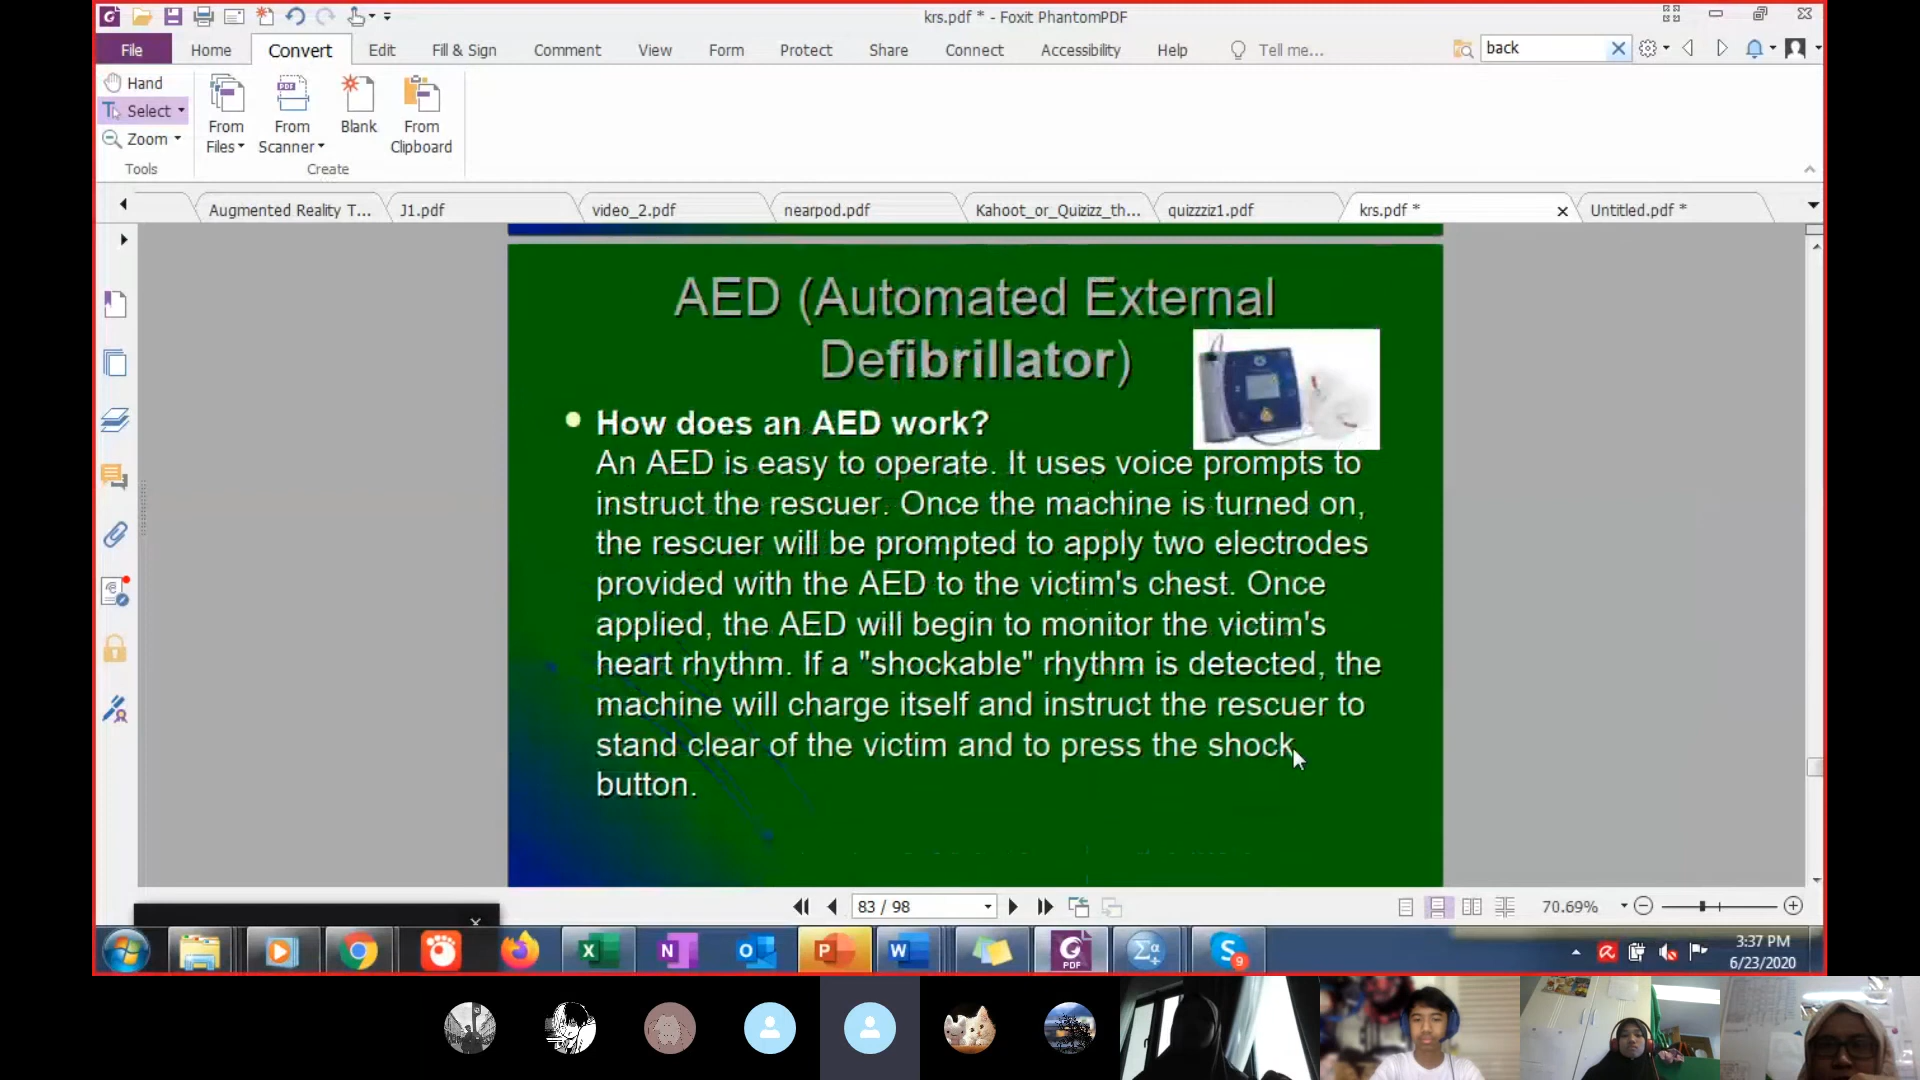 krs.pdf * - Foxit PhantomPDF
File Home Convert Edit Fill & Sign Comment View Form Protect Share Connect Accessibility Help Tell me... back
Hand
Select
Zoom
Tools
From Files
From Scanner
Blank
From Clipboard
Create
Augmented Reality T... J1.pdf video_2.pdf nearpod.pdf Kahoot_or_Quizizz_th... quizzziz1.pdf krs.pdf * Untitled.pdf *
AED (Automated External
Defibrillator)
How does an AED work?
An AED is easy to operate. It uses voice prompts to
instruct the rescuer. Once the machine is turned on,
the rescuer will be prompted to apply two electrodes
provided with the AED to the victim's chest. Once
applied, the AED will begin to monitor the victim's
heart rhythm. If a "shockable" rhythm is detected, the
machine will charge itself and instruct the rescuer to
stand clear of the victim and to press the shock
button.
83 / 98
70.69%
3:37 PM
6/23/2020